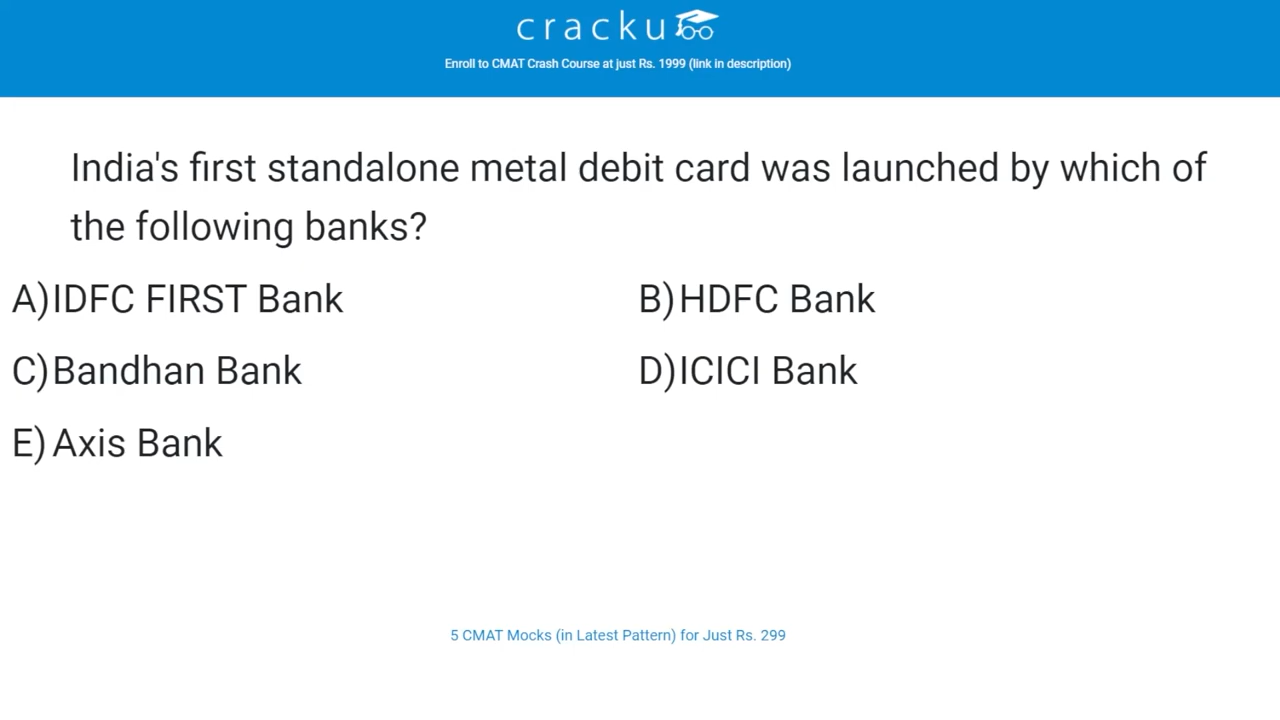 cracku
Enroll to CMAT Crash Course at just Rs. 1999 (link in description)
India's first standalone metal debit card was launched by which of
the following banks?
A) IDFC FIRST Bank
B) HDFC Bank
C) Bandhan Bank
D) ICICI Bank
E) Axis Bank
5 CMAT Mocks (in Latest Pattern) for Just Rs. 299